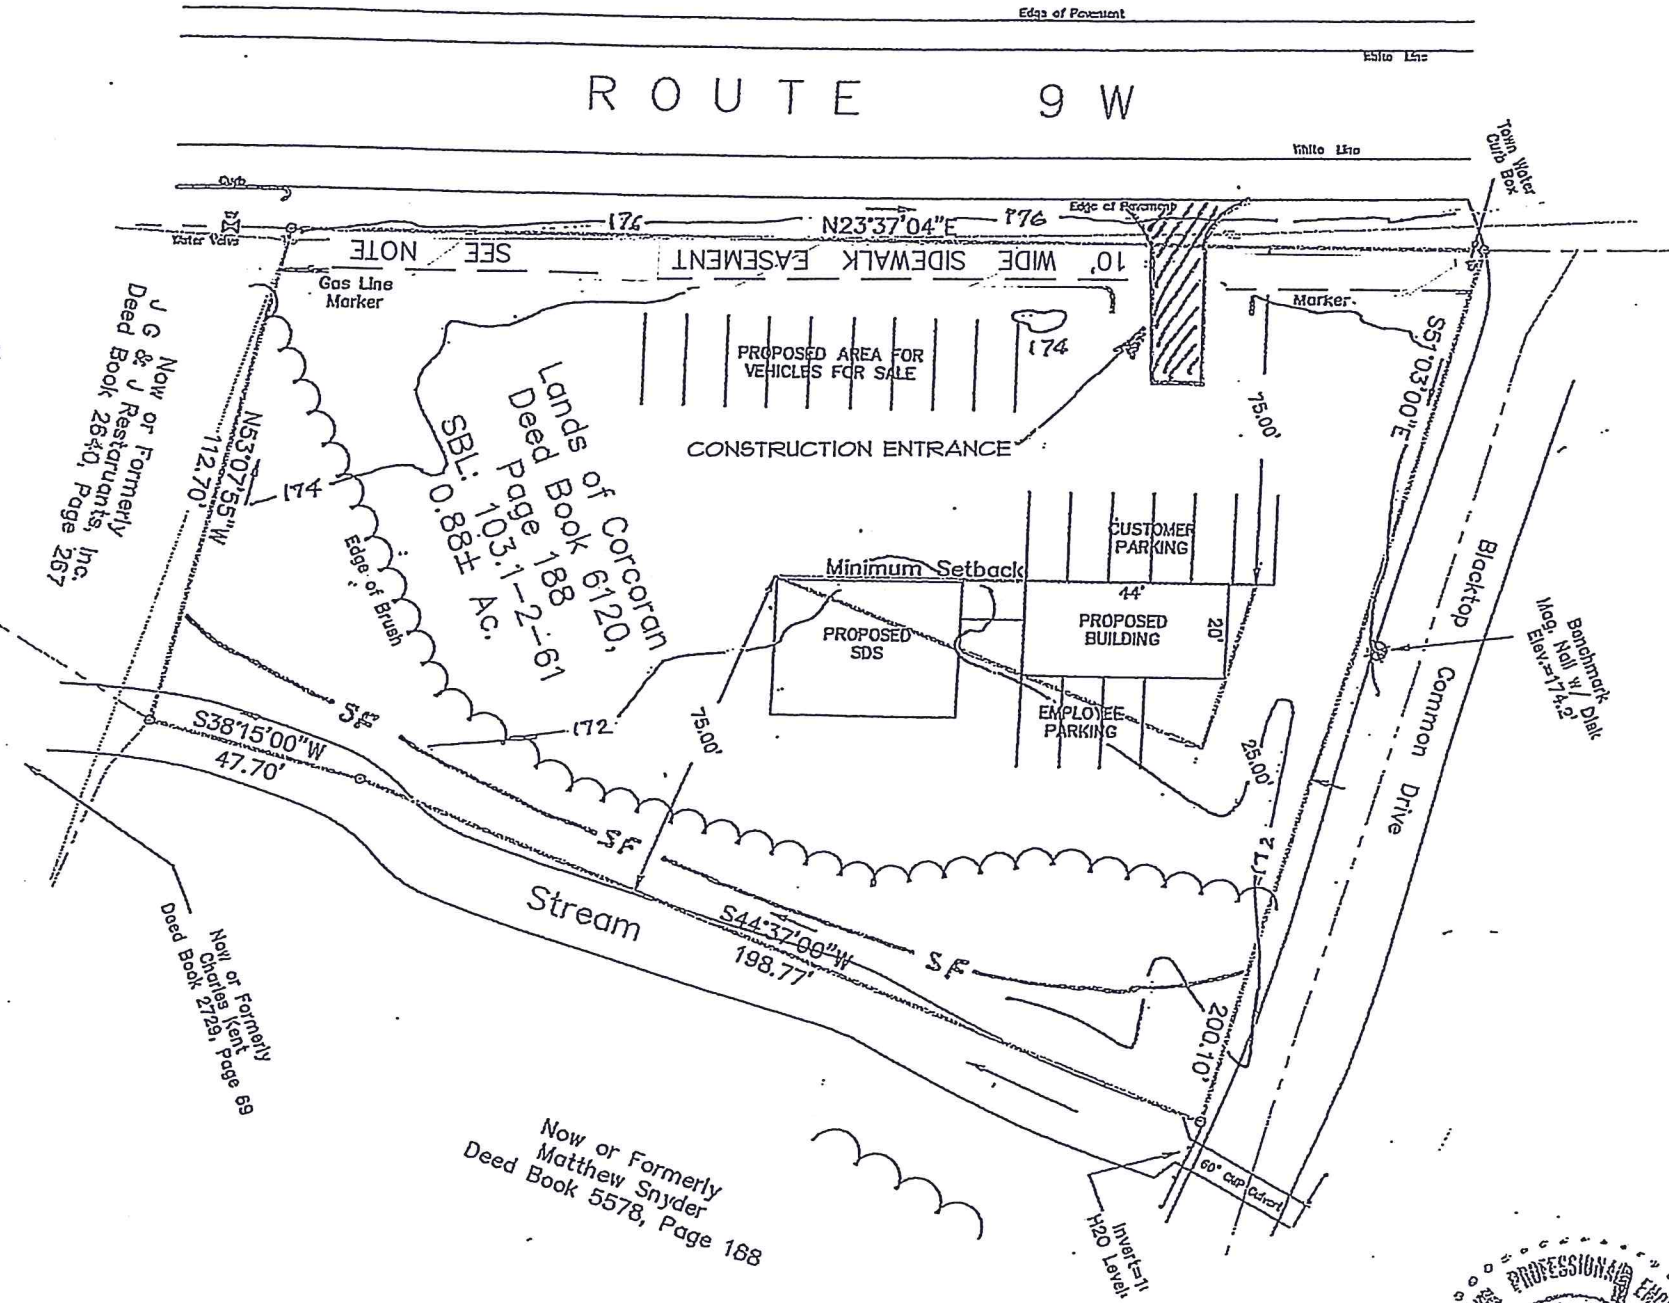 Edge of Pavement
White Line
ROUTE 9W
White Line
Town Water
Curb Box
Curb
Water Valve
176
N23°37'04"E
176
Edge of Pavement
SEE NOTE
10' WIDE SIDEWALK EASEMENT
Gas Line
Marker
Marker
174
PROPOSED AREA FOR
VEHICLES FOR SALE
CONSTRUCTION ENTRANCE
75.00'
S51°03'00"E
Now or Formerly
J G & J Restaruants, Inc.
Deed Book 2640, Page 267
N53°07'55"W
112.70'
174
Edge of Brush
Lands of Corcoran
Deed Book 6120,
Page 188
SBL: 103.1-2-61
0.88± Ac.
CUSTOMER
PARKING
Minimum Setback
44'
PROPOSED
BUILDING
20'
PROPOSED
SDS
EMPLOYEE
PARKING
Blacktop Common Drive
Benchmark
Mag. Nail w/ Disk
Elev.=174.2'
SF
172
75.00'
25.00'
172
S38°15'00"W
47.70'
SF
Stream
S44°37'00"W
198.77'
SF
200.10'
Now or Formerly
Charles Kent
Deed Book 2729, Page 69
Now or Formerly
Matthew Snyder
Deed Book 5578, Page 188
60" CMP Culvert
H2O Level
PROFESSIONAL